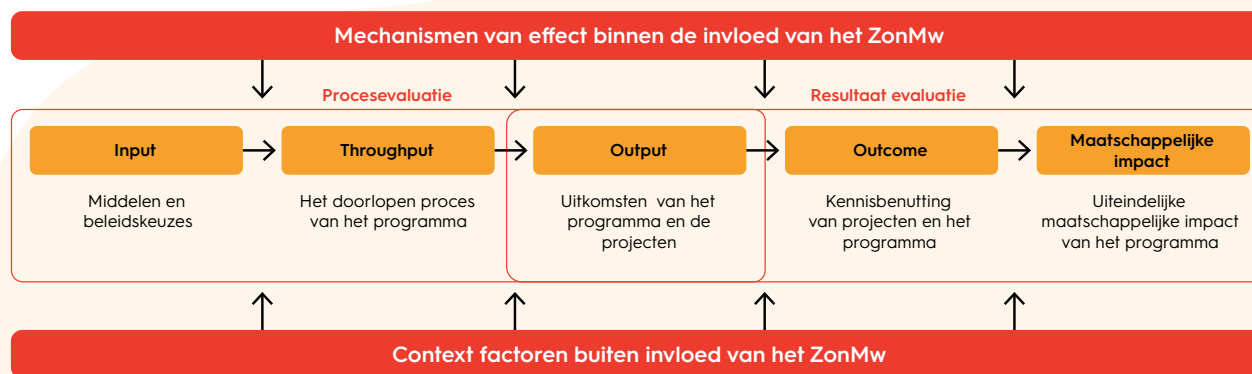 Mechanismen van effect binnen de invloed van het ZonMw
Procesevaluatie
Resultaat evaluatie
Input
Throughput
Output
Outcome
Maatschappelijke
impact
Middelen en
beleidskeuzes
Het doorlopen proces
van het programma
Uitkomsten van het
programma en de
projecten
Kennisbenutting
van projecten en het
programma
Uiteindelijke
maatschappelijke impact
van het programma
Context factoren buiten invloed van het ZonMw